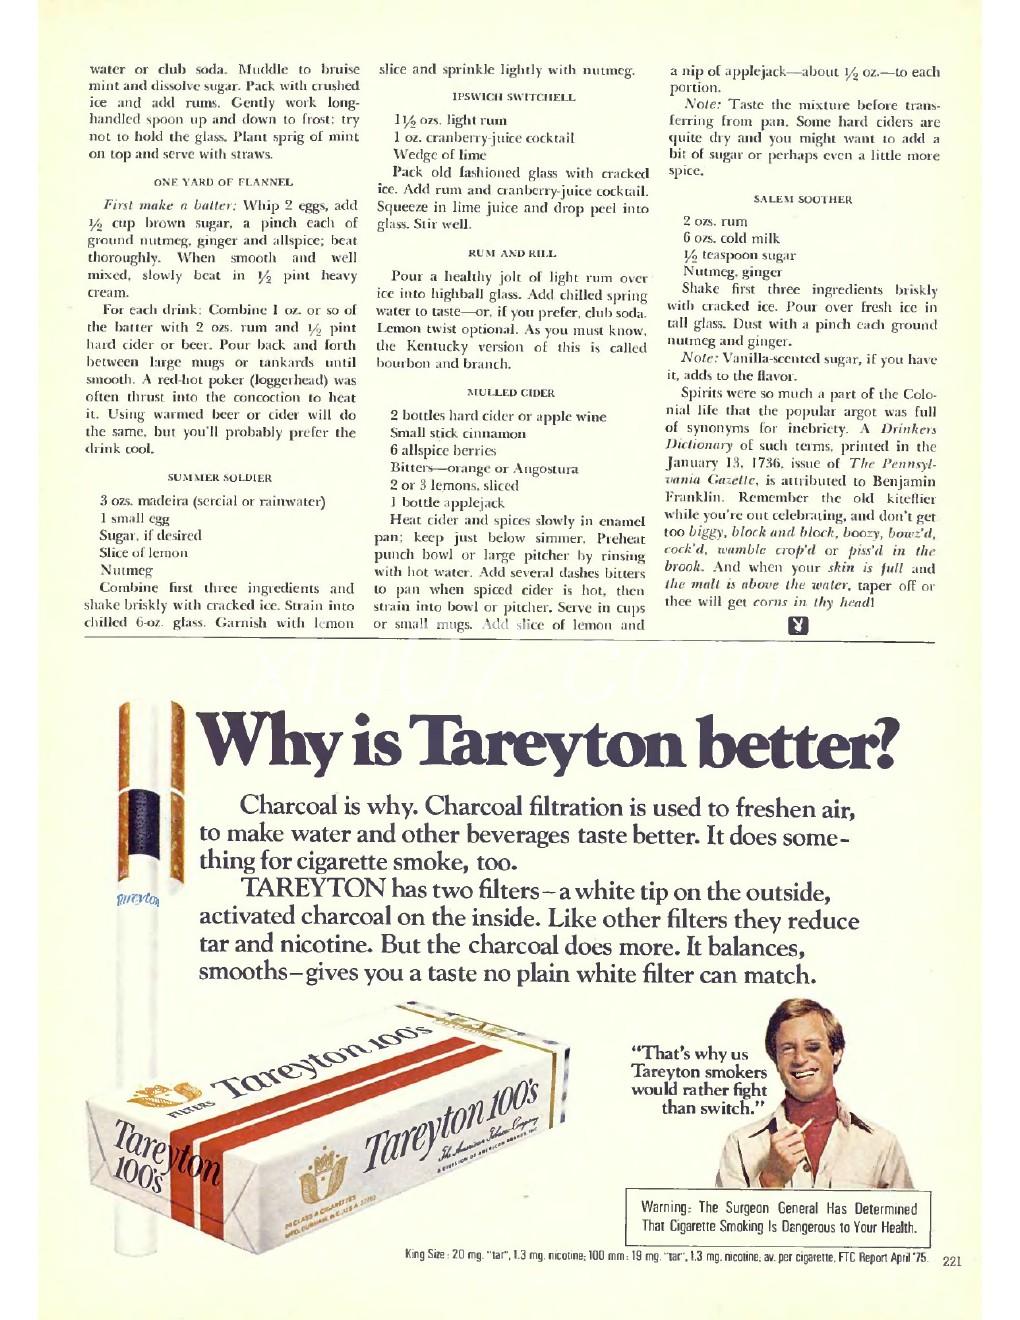 water or club soda. Muddle to bruise
mint and dissolve sugar. Pack with crushed
ice and add rums. Gently work long-
handled spoon up and down to frost; try
not to hold the glass. Plant sprig of mint
on top and serve with straws.
ONE YARD OF FLANNEL
First make a batter: Whip 2 eggs, add
½ cup brown sugar, a pinch each of
ground nutmeg, ginger and allspice; beat
thoroughly. When smooth and well
mixed, slowly beat in ½ pint heavy
cream.
For each drink: Combine 1 oz. or so of
the batter with 2 ozs. rum and ½ pint
hard cider or beer. Pour back and forth
between large mugs or tankards until
smooth. A red-hot poker (loggerhead) was
often thrust into the concoction to heat
it. Using warmed beer or cider will do
the same, but you'll probably prefer the
drink cool.
SUMMER SOLDIER
3 ozs. madeira (sercial or rainwater)
1 small egg
Sugar, if desired
Slice of lemon
Nutmeg
Combine first three ingredients and
shake briskly with cracked ice. Strain into
chilled 6-oz. glass. Garnish with lemon
slice and sprinkle lightly with nutmeg.
IPSWICH SWITCHELL
1½ ozs. light rum
1 oz. cranberry-juice cocktail
Wedge of lime
Pack old fashioned glass with cracked
ice. Add rum and cranberry-juice cocktail.
Squeeze in lime juice and drop peel into
glass. Stir well.
RUM AND RILL
Pour a healthy jolt of light rum over
ice into highball glass. Add chilled spring
water to taste—or, if you prefer, club soda.
Lemon twist optional. As you must know,
the Kentucky version of this is called
bourbon and branch.
MULLED CIDER
2 bottles hard cider or apple wine
Small stick cinnamon
6 allspice berries
Bitters—orange or Angostura
2 or 3 lemons, sliced
1 bottle applejack
Heat cider and spices slowly in enamel
pan; keep just below simmer. Preheat
punch bowl or large pitcher by rinsing
with hot water. Add several dashes bitters
to pan when spiced cider is hot, then
strain into bowl or pitcher. Serve in cups
or small mugs. Add slice of lemon and
a nip of applejack—about ½ oz.—to each
portion.
Note: Taste the mixture before trans-
ferring from pan. Some hard ciders are
quite dry and you might want to add a
bit of sugar or perhaps even a little more
spice.
SALEM SOOTHER
2 ozs. rum
6 ozs. cold milk
½ teaspoon sugar
Nutmeg, ginger
Shake first three ingredients briskly
with cracked ice. Pour over fresh ice in
tall glass. Dust with a pinch each ground
nutmeg and ginger.
Note: Vanilla-scented sugar, if you have
it, adds to the flavor.
Spirits were so much a part of the Colo-
nial life that the popular argot was full
of synonyms for inebriety. A Drinkers
Dictionary of such terms, printed in the
January 13, 1736, issue of The Pennsyl-
vania Gazette, is attributed to Benjamin
Franklin. Remember the old kiteflier
while you're out celebrating, and don't get
too biggy, block and block, boozy, bowz'd,
cock'd, wamble crop'd or piss'd in the
brook. And when your skin is full and
the malt is above the water, taper off or
thee will get corns in thy head!
xiu07.com
Why is Tareyton better?
Charcoal is why. Charcoal filtration is used to freshen air,
to make water and other beverages taste better. It does some-
thing for cigarette smoke, too.
TAREYTON has two filters–a white tip on the outside,
activated charcoal on the inside. Like other filters they reduce
tar and nicotine. But the charcoal does more. It balances,
smooths–gives you a taste no plain white filter can match.
Tareyton
FILTERS Tareyton 100's
Tareyton
100's
Tareyton 100's
The American Tobacco Company
A DIVISION OF AMERICAN BRANDS, INC.
20 CLASS A CIGARETTES
"That's why us
Tareyton smokers
would rather fight
than switch."
Warning: The Surgeon General Has Determined
That Cigarette Smoking Is Dangerous to Your Health.
King Size: 20 mg. "tar", 1.3 mg. nicotine; 100 mm: 19 mg. "tar", 1.3 mg. nicotine; av. per cigarette, FTC Report April '75.
221